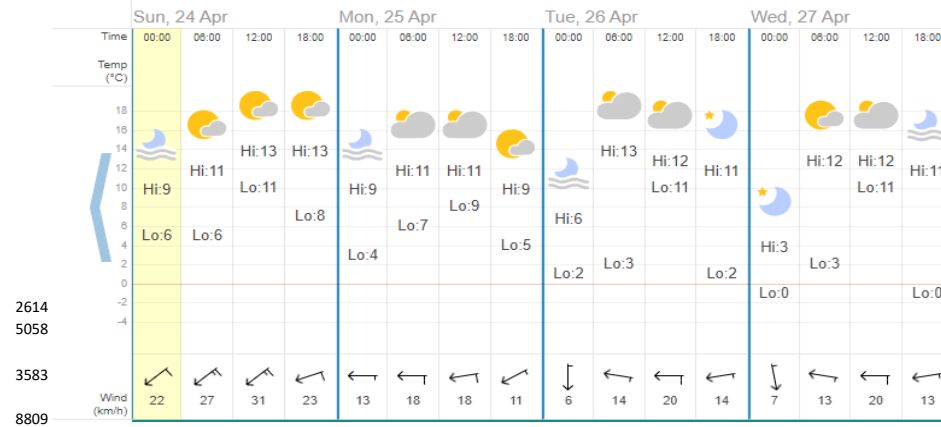 Sun, 24 Apr Mon, 25 Apr Tue, 26 Apr Wed, 27 Apr
Time 00:00 06:00 12:00 18:00 00:00 06:00 12:00 18:00 00:00 06:00 12:00 18:00 00:00 06:00 12:00 18:00
Temp
(°C)
18
16
14
Hi:13 Hi:13 Hi:13
12
Hi:11 Hi:11 Hi:11 Hi:12 Hi:11 Hi:12 Hi:12 Hi:11
10
Hi:9 Lo:11 Hi:9 Hi:9 Lo:11 Lo:11
8
Lo:8 Lo:9
6
Lo:6 Lo:6 Lo:7 Hi:6
4
Lo:4 Lo:5 Hi:3
2
Lo:2 Lo:3 Lo:2 Lo:3
0
Lo:0 Lo:0
2614 -2
5058 -4
3583
Wind
(km/h)
22 27 31 23 13 18 18 11 6 14 20 14 7 13 20 13
8809